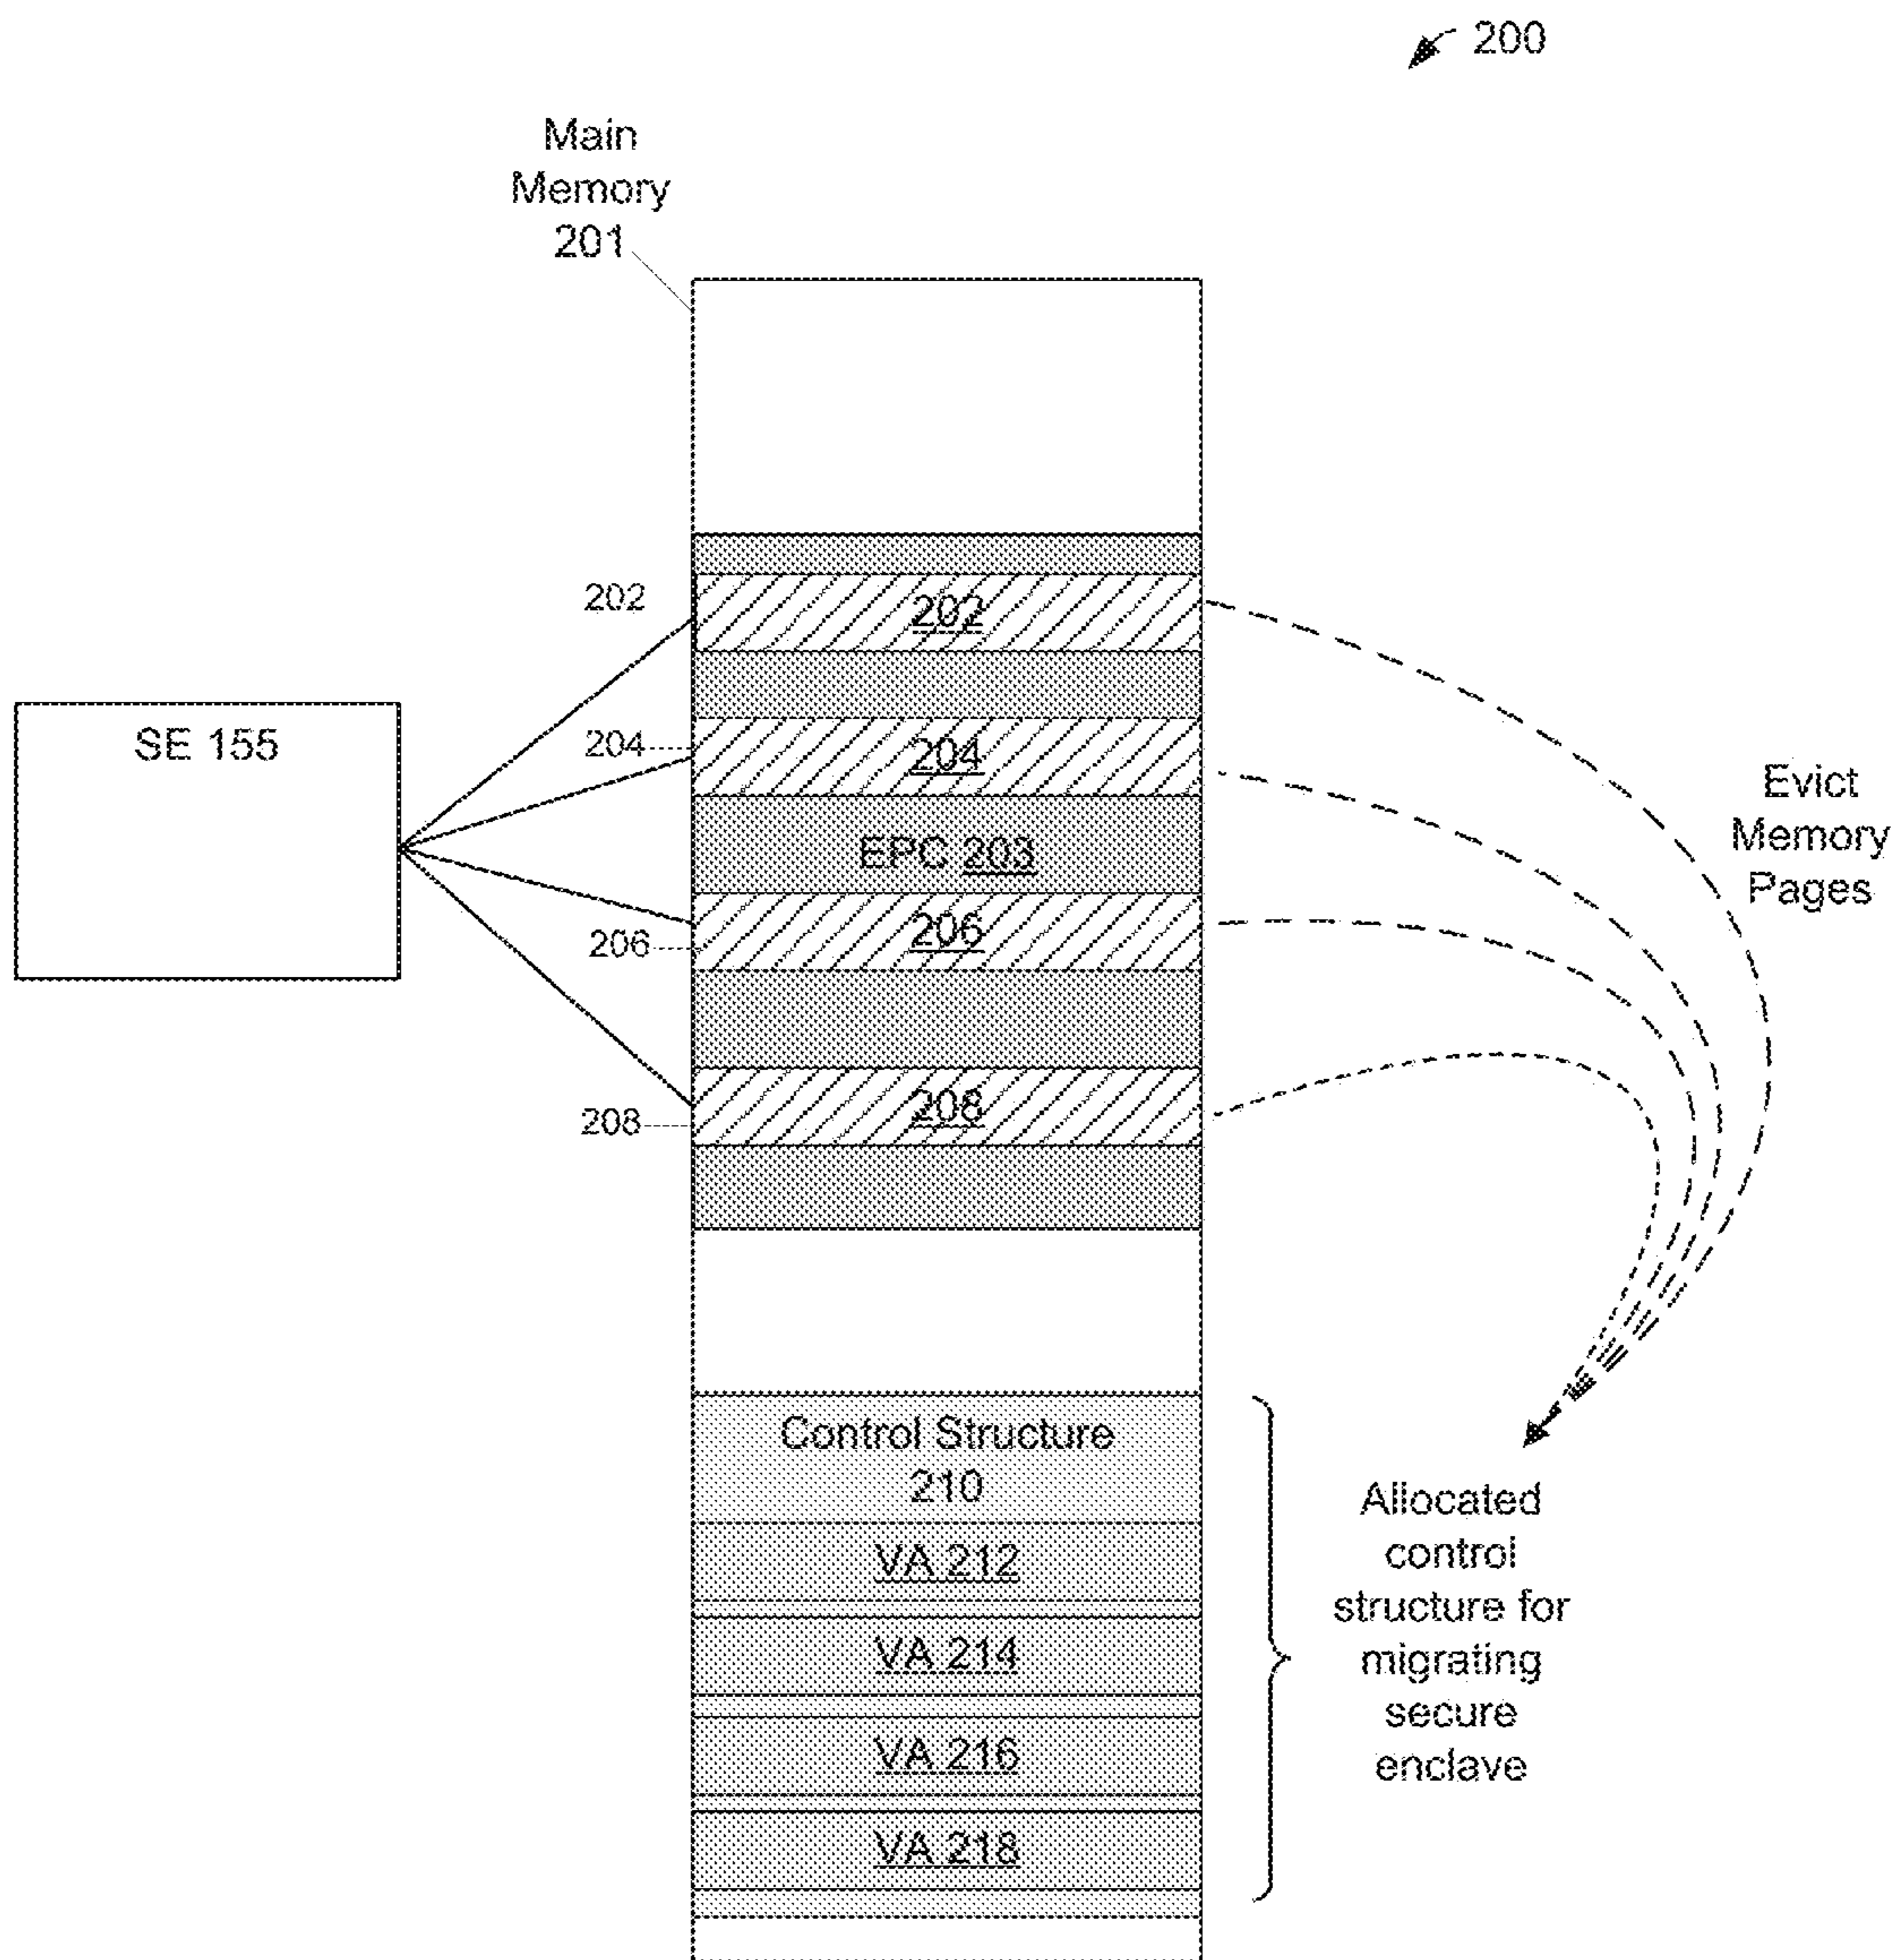 200
Main
Memory
201
202
202
SE 155
204
204
Evict
Memory
Pages
EPC 203
206
206
208
208
Control Structure
210
Allocated
control
structure for
migrating
secure
enclave
VA 212
VA 214
VA 216
VA 218